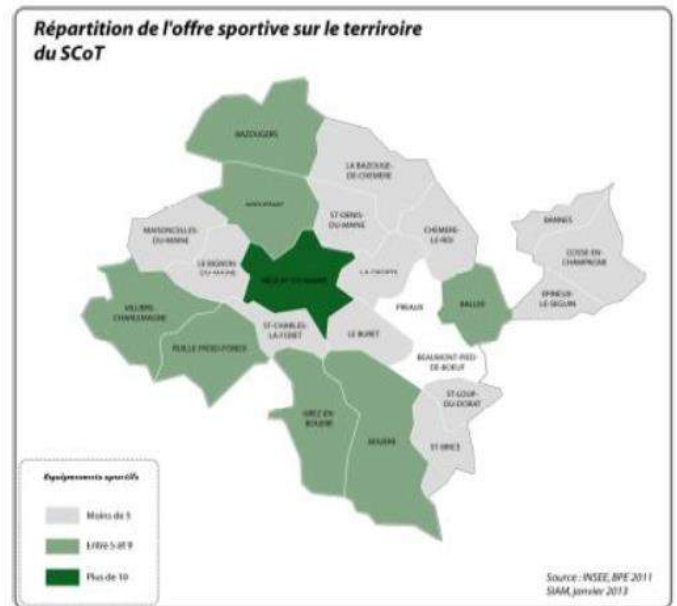 Répartition de l'offre sportive sur le terriroire
du SCoT
BAZOUGERS
LA BAZOUGE-
DE-CHEMERE
ST-DENIS-
DU-MAINE
CHEMERE-
LE-ROI
BANNES
COSSE-EN-
CHAMPAGNE
EPINEUX-
LE-SEGUIN
MAISONCELLES-
DU-MAINE
LE BIGNON-
DU-MAINE
LA CROPTE
PREAUX
BALLEE
VILLIERS-
CHARLEMAGNE
ST-CHARLES-
LA-FORET
LE BURET
RUILLE FROID-FONDS
BEAUMONT-PIED-
DE-BOEUF
ST-LOUP-
DU-DORAT
GREZ EN
BOUERE
BOUERE
ST-BRICE
Equipements sportifs
Moins de 5
Entre 5 et 9
Plus de 10
Source : INSEE, BPE 2011
SIAM, janvier 2013